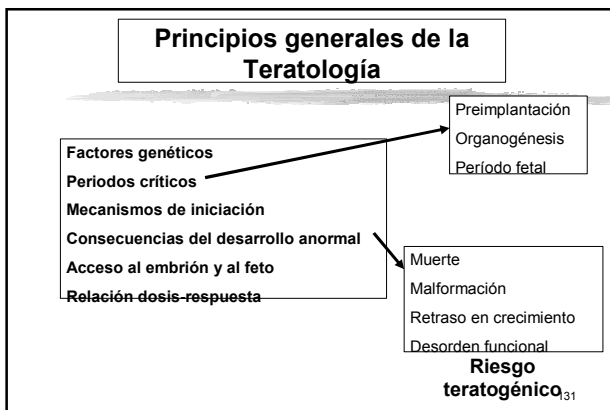 Principios generales de la
Teratología
Preimplantación
Organogénesis
Período fetal
Factores genéticos
Periodos críticos
Mecanismos de iniciación
Consecuencias del desarrollo anormal
Acceso al embrión y al feto
Relación dosis-respuesta
Muerte
Malformación
Retraso en crecimiento
Desorden funcional
Riesgo
teratogénico
131